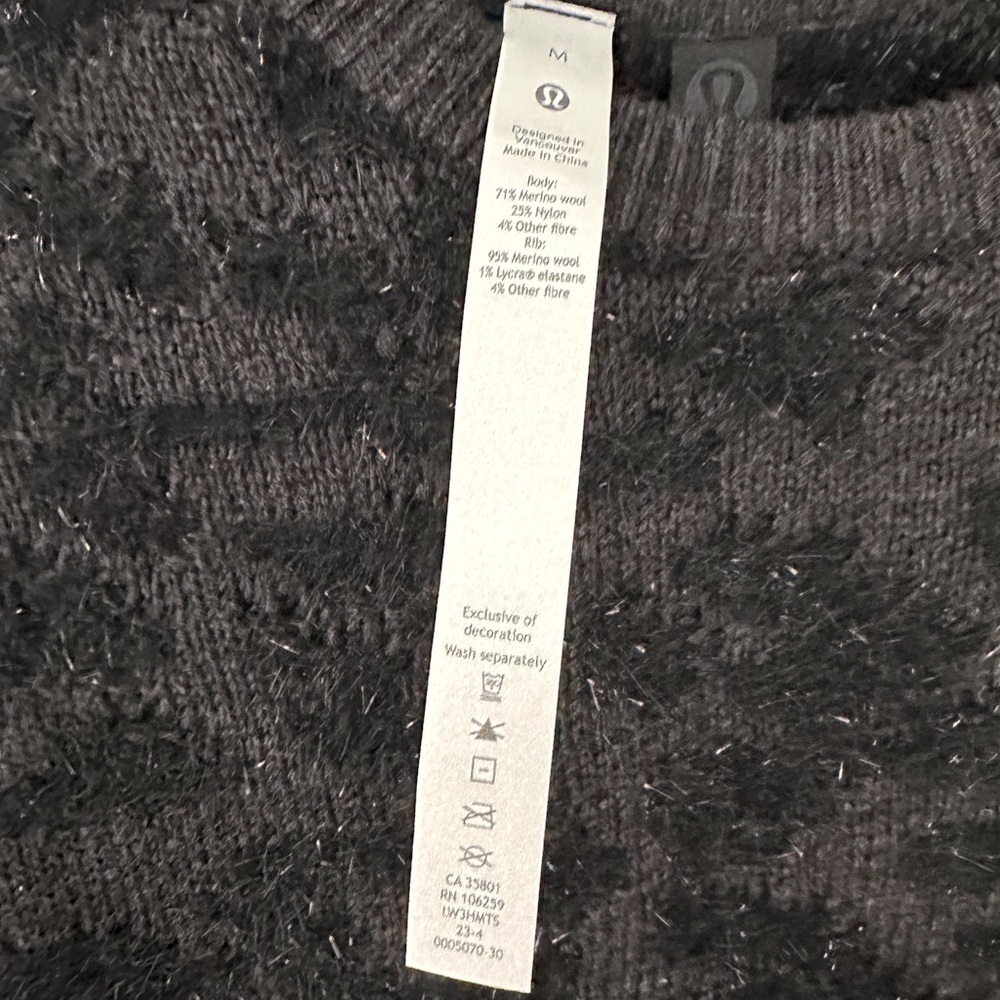 M
Designed in
Vancouver
Made in China
Body:
71% Merino wool
25% Nylon
4% Other fibre
Rib:
95% Merino wool
1% Lycra® elastane
4% Other fibre
Exclusive of
decoration
Wash separately
CA 35801
RN 106259
LW3HMTS
23-4
0005070-30